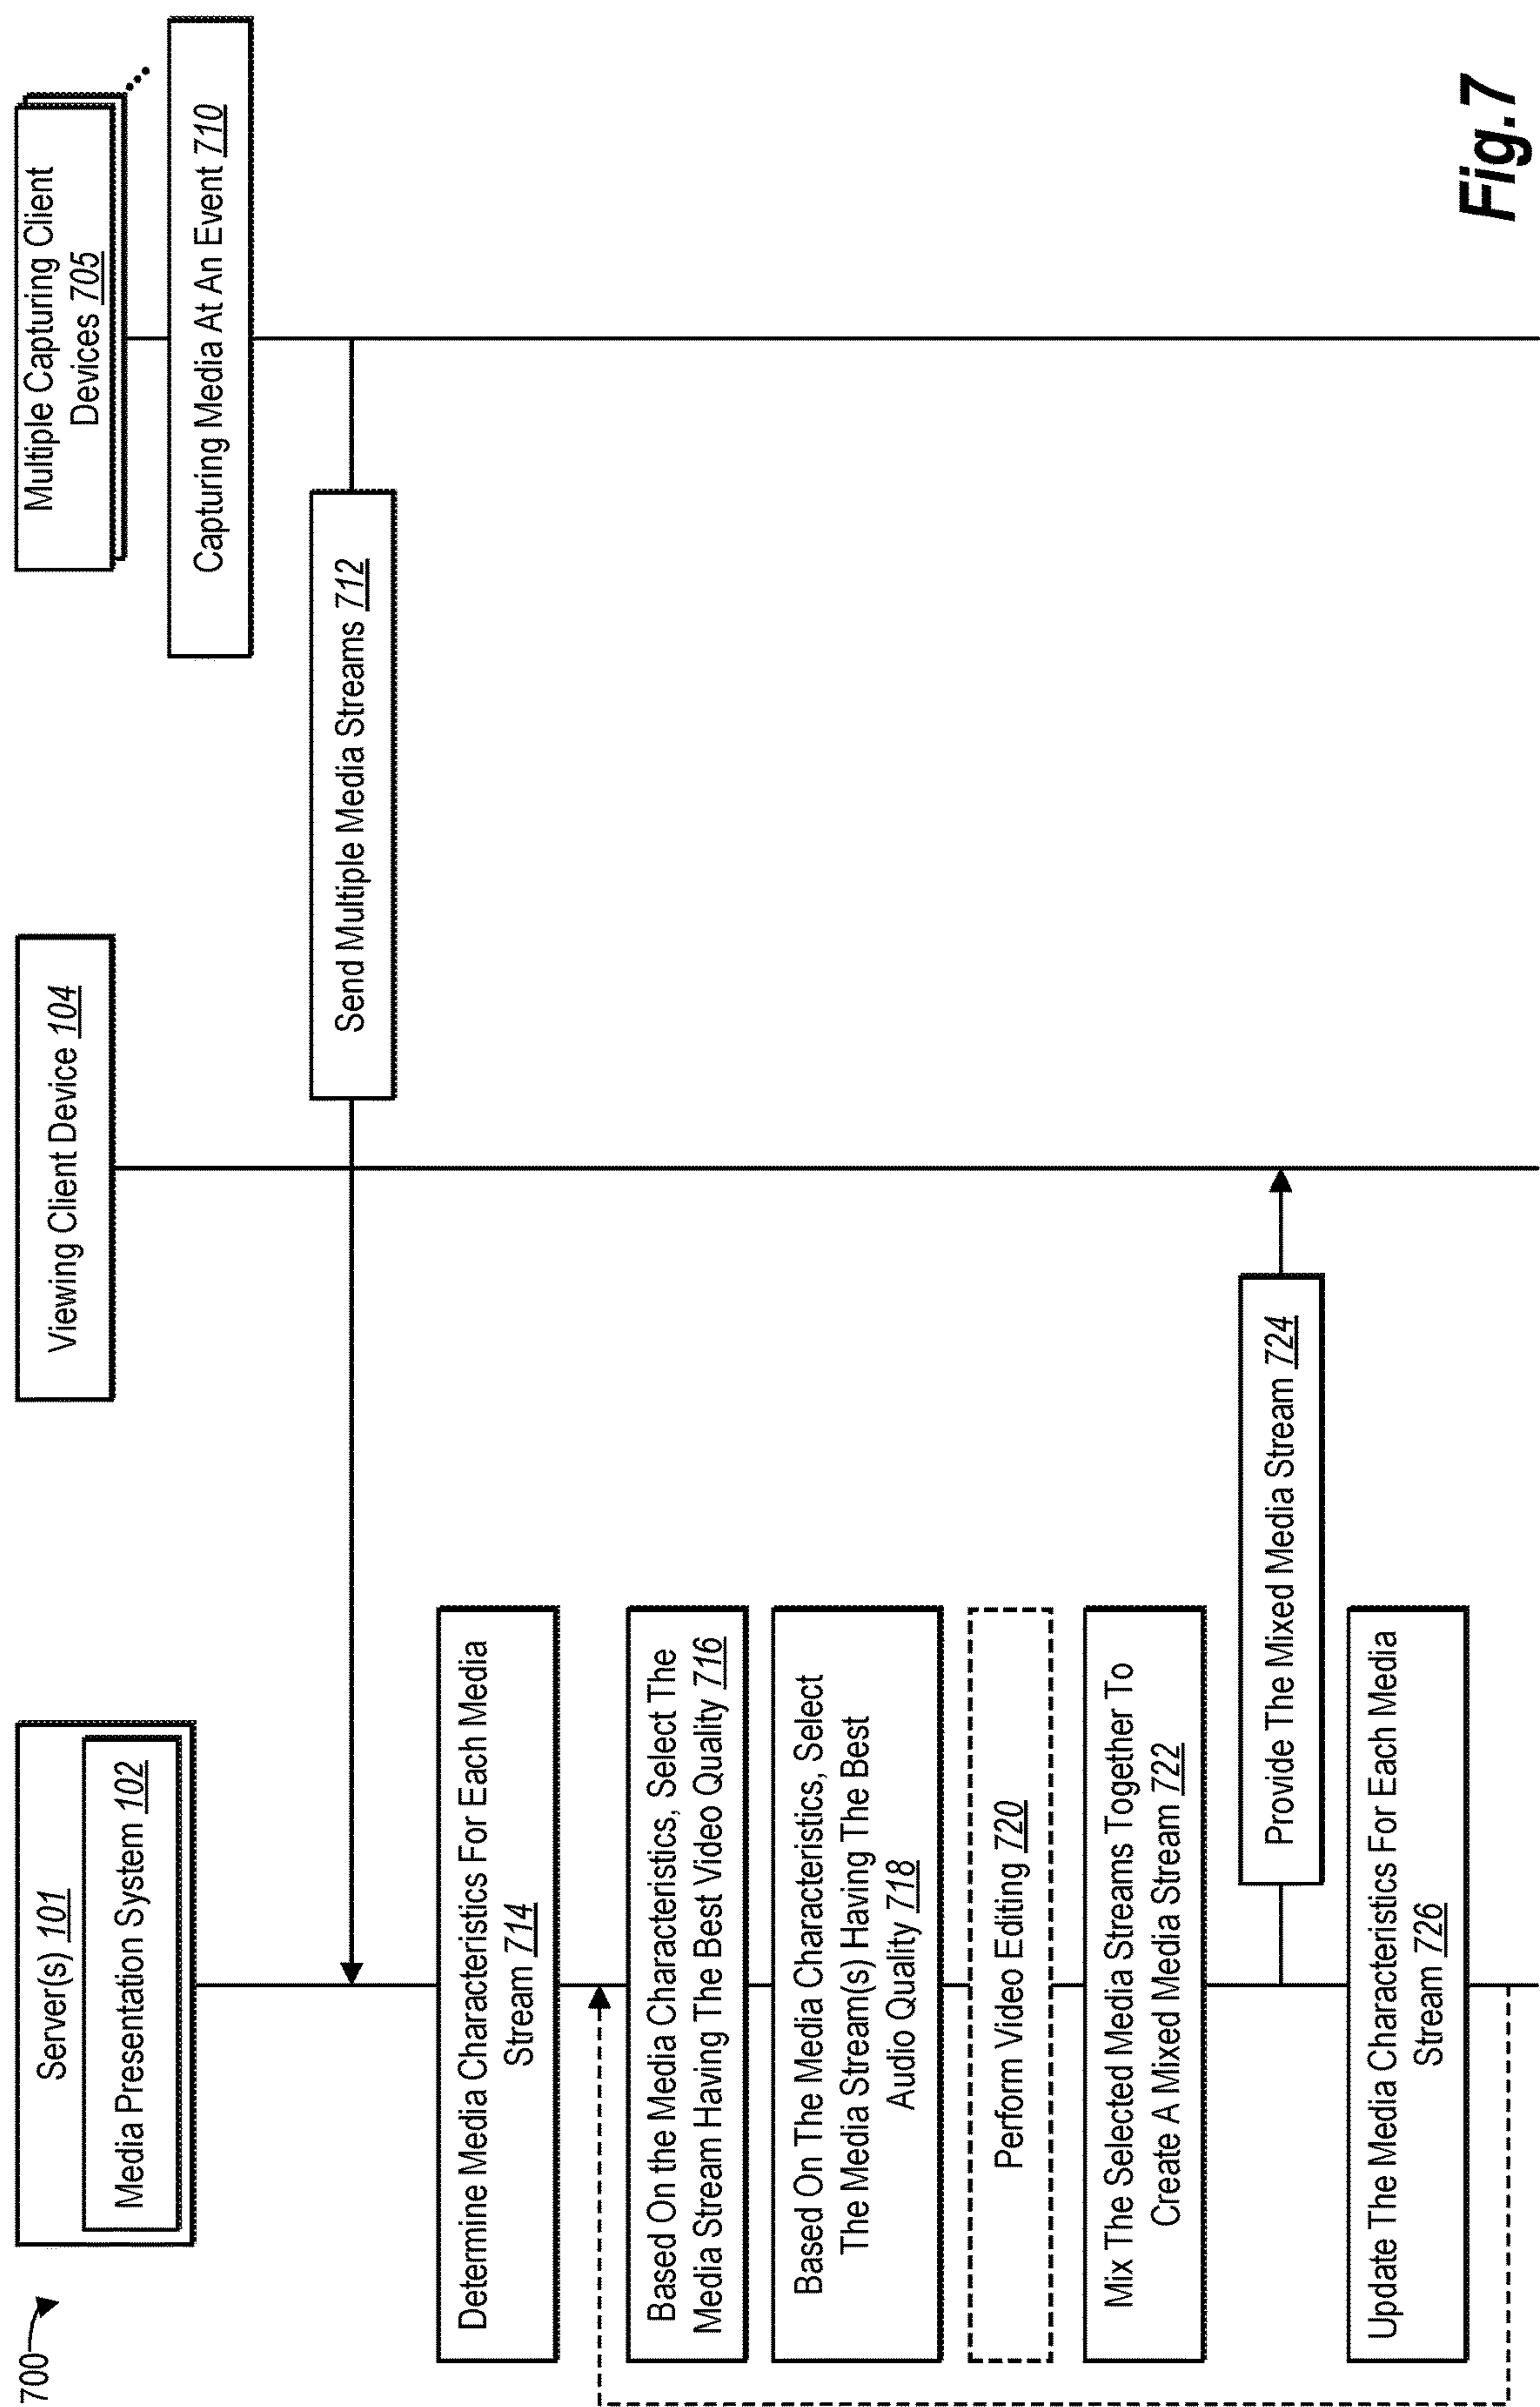 700
Server(s) 101
Media Presentation System 102
Viewing Client Device 104
Multiple Capturing Client
Devices 705
Capturing Media At An Event 710
Send Multiple Media Streams 712
Determine Media Characteristics For Each Media
Stream 714
Based On the Media Characteristics, Select The
Media Stream Having The Best Video Quality 716
Based On The Media Characteristics, Select
The Media Stream(s) Having The Best
Audio Quality 718
Perform Video Editing 720
Mix The Selected Media Streams Together To
Create A Mixed Media Stream 722
Provide The Mixed Media Stream 724
Update The Media Characteristics For Each Media
Stream 726
Fig.7